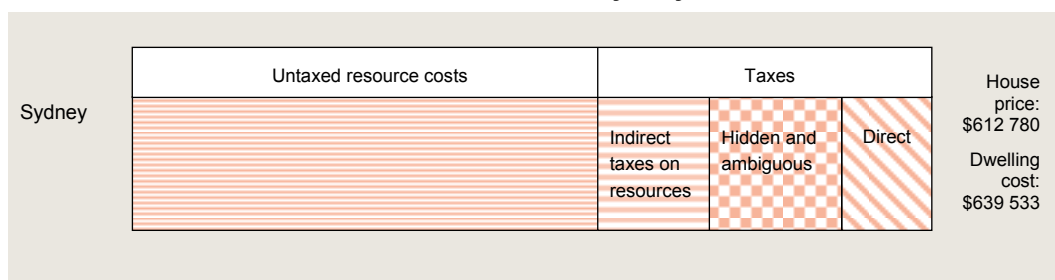 Untaxed resource costs
Taxes
Sydney
Indirect
taxes on
resources
Hidden and
ambiguous
Direct
House
price:
$612 780
Dwelling
cost:
$639 533